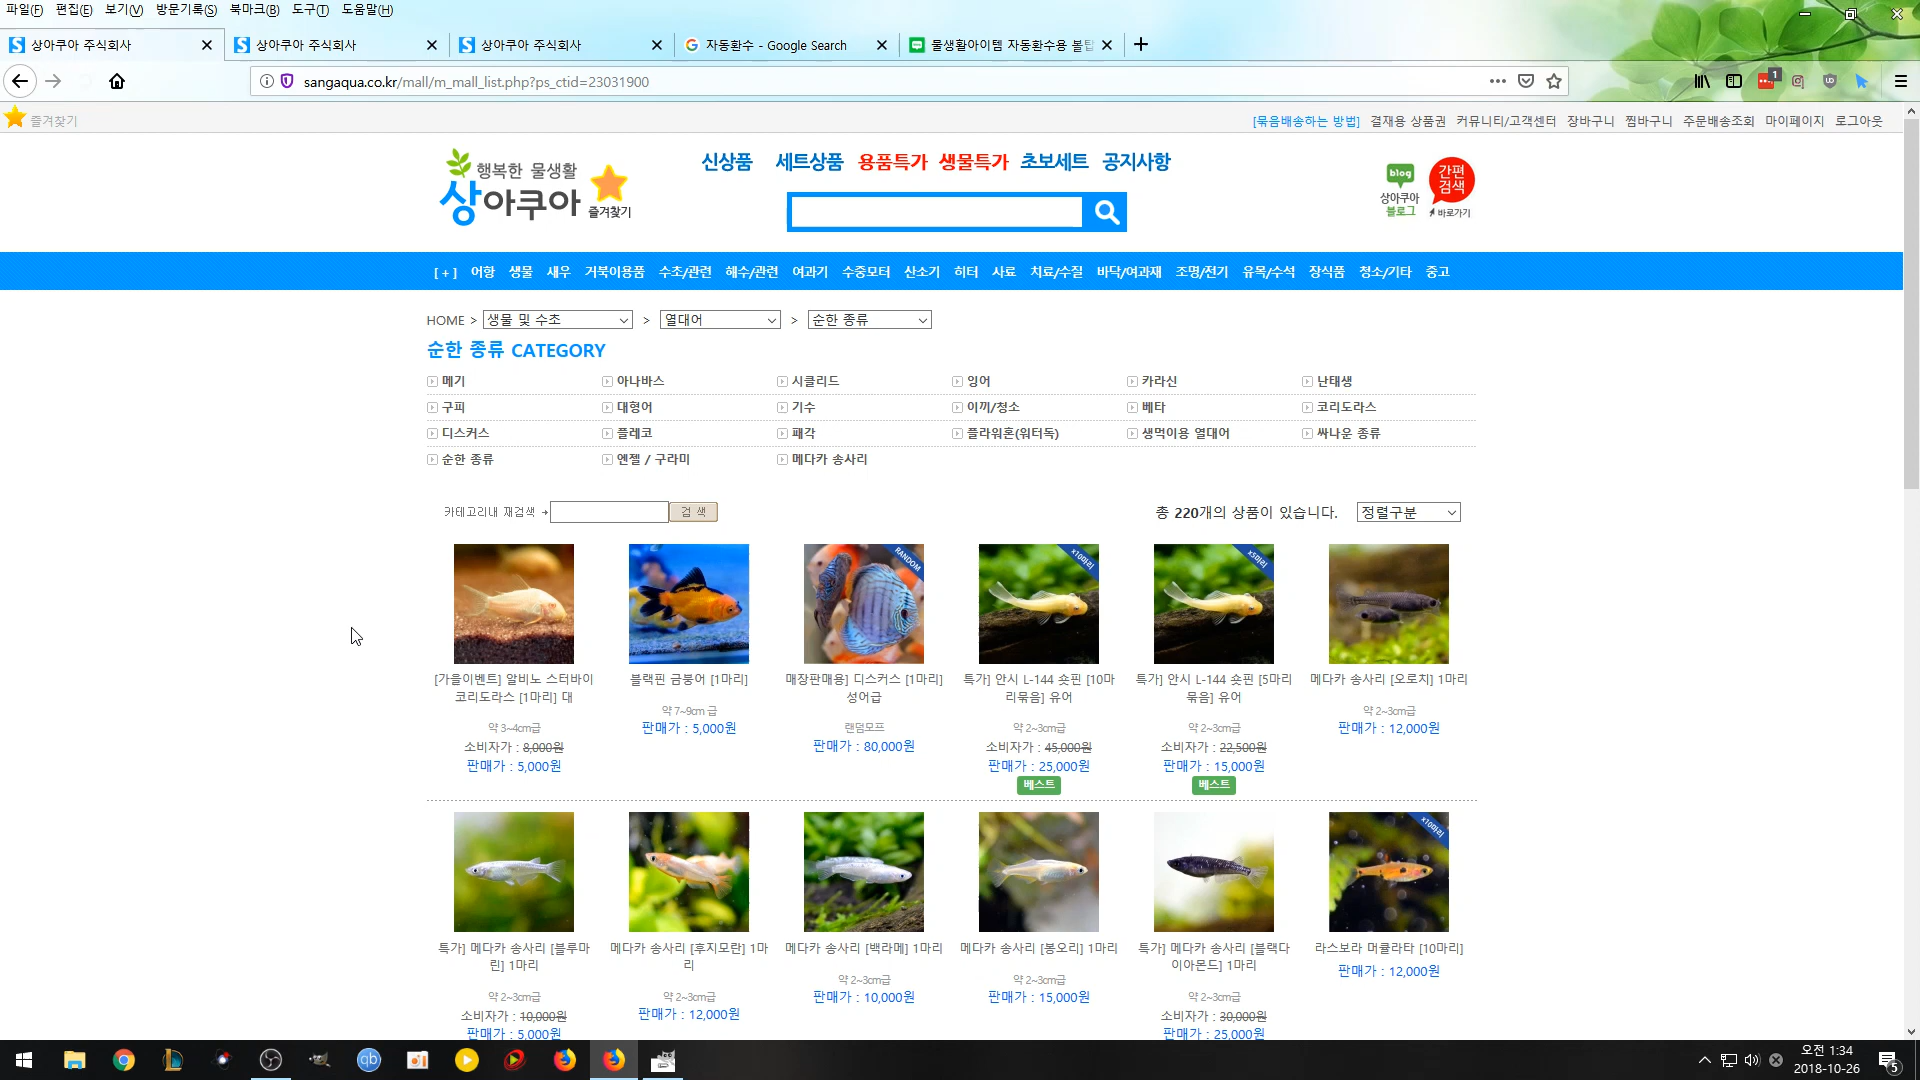 파일(F) 편집(E) 보기(V) 방문기록(S) 북마크(B) 도구(T) 도움말(H)
상아쿠아 주식회사 상아쿠아 주식회사 상아쿠아 주식회사 자동환수 - Google Search 물생활아이템 자동환수용 볼탑
sangaqua.co.kr/mall/m_mall_list.php?ps_ctid=23031900
1
즐겨찾기 [묶음배송하는 방법] 결재용 상품권 커뮤니티/고객센터 장바구니 찜바구니 주문배송조회 마이페이지 로그아웃
행복한 물생활
상아쿠아
즐겨찾기
신상품 세트상품 용품특가 생물특가 초보세트 공지사항
blog
상아쿠아
블로그
간편
검색
바로가기
[ + ] 어항 생물 새우 거북이용품 수초/관련 해수/관련 여과기 수중모터 산소기 히터 사료 치료/수질 바닥/여과재 조명/전기 유목/수석 장식품 청소/기타 중고
HOME > 생물 및 수초 > 열대어 > 순한 종류
순한 종류 CATEGORY
메기 아나바스 시클리드 잉어 카라신 난태생
구피 대형어 기수 이끼/청소 베타 코리도라스
디스커스 플레코 패각 플라워혼(워터독) 생먹이용 열대어 싸나운 종류
순한 종류 엔젤 / 구라미 메다카 송사리
카테고리내 재검색 → 검 색 총 220개의 상품이 있습니다. 정렬구분
RANDOM
x10마리
x5마리
[가을이벤트] 알비노 스터바이
코리도라스 [1마리] 대
약 3~4cm급
소비자가 : 8,000원
판매가 : 5,000원
블랙핀 금붕어 [1마리]
약 7~9cm 급
판매가 : 5,000원
매장판매용] 디스커스 [1마리]
성어급
랜덤모프
판매가 : 80,000원
특가] 안시 L-144 숏핀 [10마
리묶음] 유어
약 2~3cm급
소비자가 : 45,000원
판매가 : 25,000원
베스트
특가] 안시 L-144 숏핀 [5마리
묶음] 유어
약 2~3cm급
소비자가 : 22,500원
판매가 : 15,000원
베스트
메다카 송사리 [오로치] 1마리
약 2~3cm급
판매가 : 12,000원
x10마리
특가] 메다카 송사리 [블루마
린] 1마리
약 2~3cm급
소비자가 : 10,000원
판매가 : 5,000원
메다카 송사리 [후지모란] 1마
리
약 2~3cm급
판매가 : 12,000원
메다카 송사리 [백라메] 1마리
약 2~3cm급
판매가 : 10,000원
메다카 송사리 [봉오리] 1마리
약 2~3cm급
판매가 : 15,000원
특가] 메다카 송사리 [블랙다
이아몬드] 1마리
약 2~3cm급
소비자가 : 30,000원
판매가 : 25,000원
라스보라 머큘라타 [10마리]
판매가 : 12,000원
qb
오전 1:34
2018-10-26
5